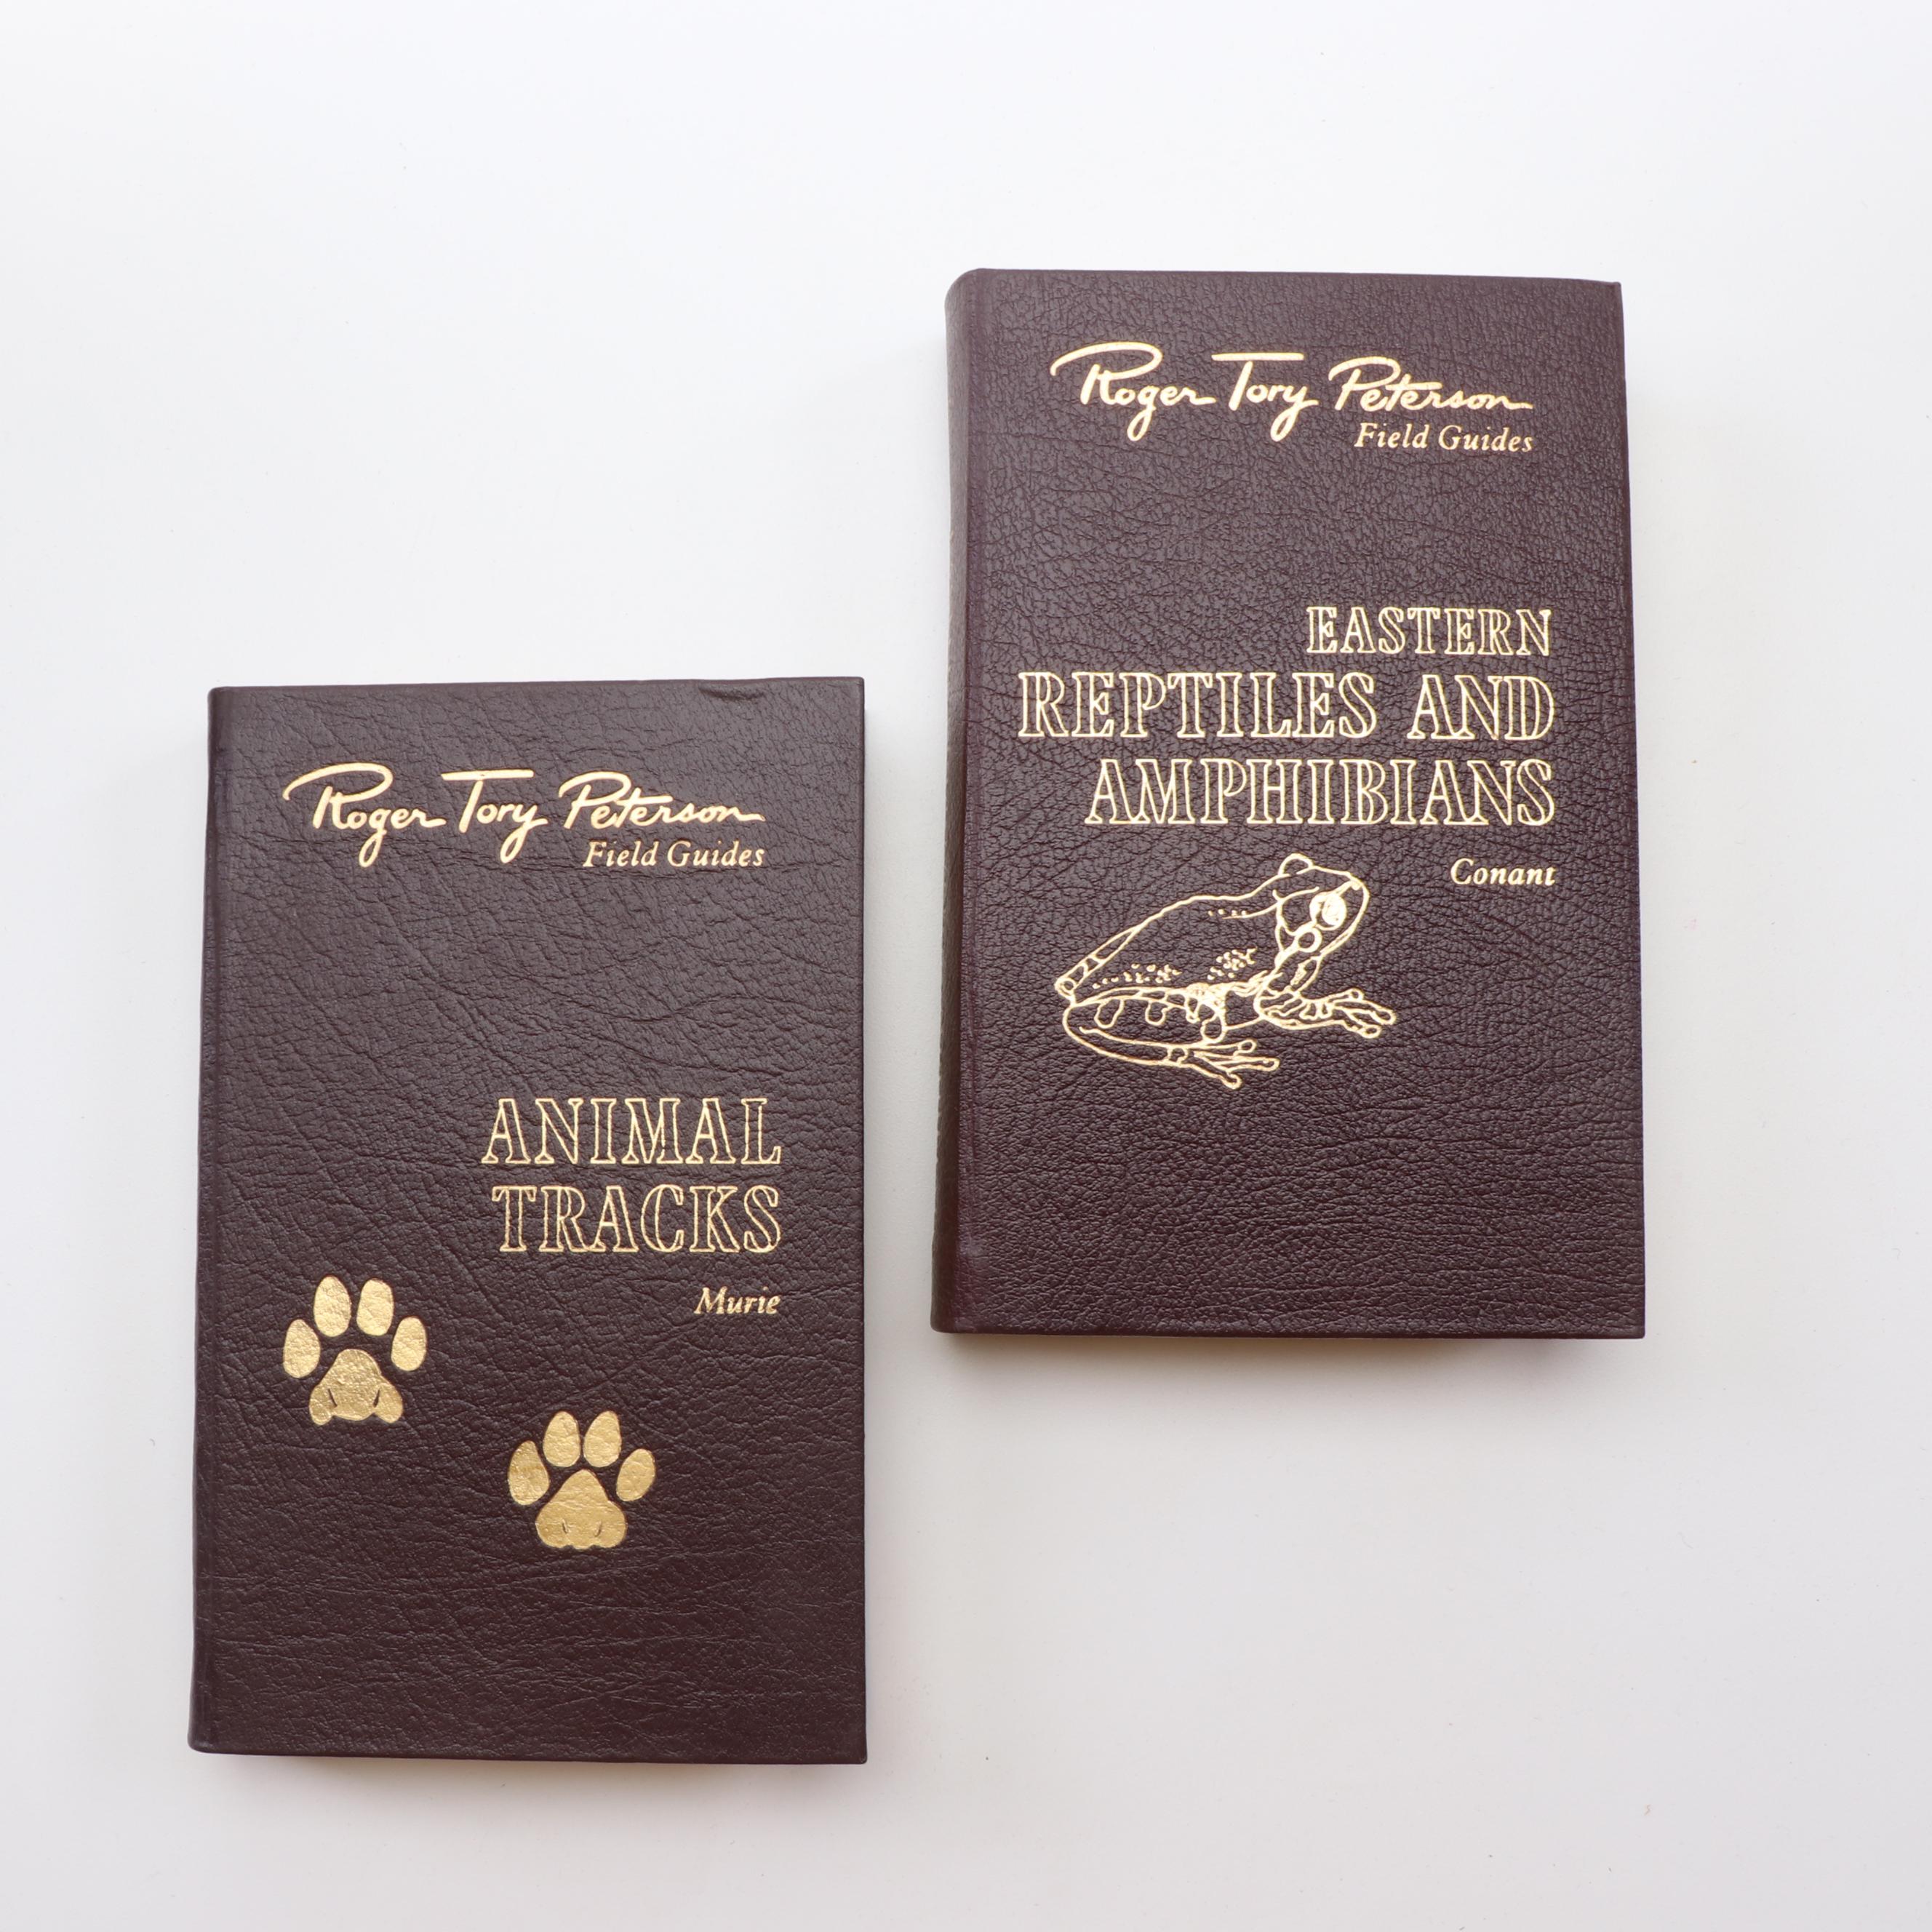 Roger Tory Peterson
Field Guides
ANIMAL
TRACKS
Murie
Roger Tory Peterson
Field Guides
EASTERN
REPTILES AND
AMPHIBIANS
Conant